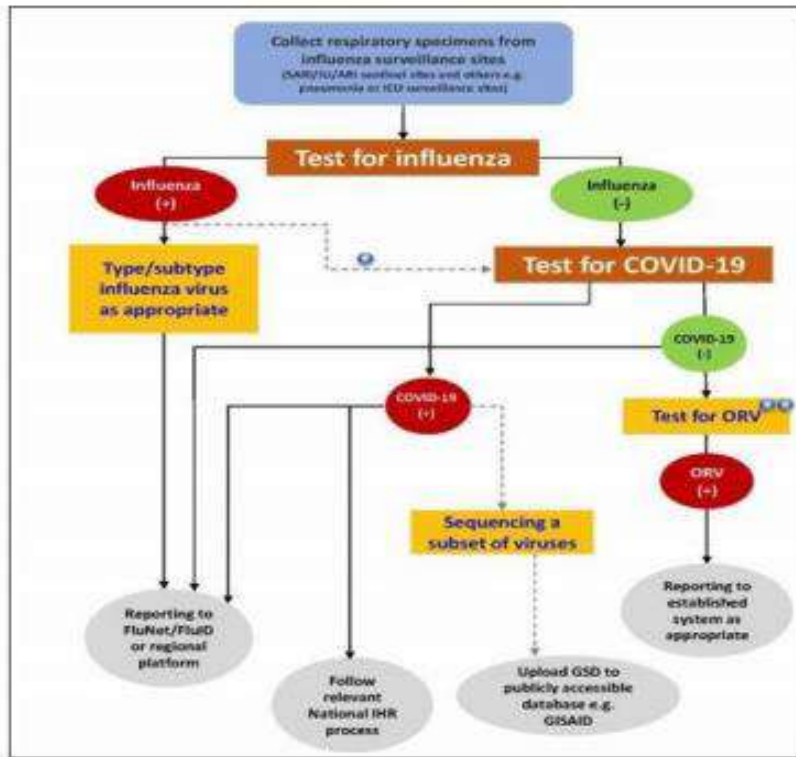 Collect respiratory specimens from
influenza surveillance sites
(SARI/ILI/ARI sentinel sites and others e.g.
pneumonia or ICU surveillance sites)
Test for influenza
Influenza
(+)
Influenza
(-)
Type/subtype
influenza virus
as appropriate
Test for COVID-19
COVID-19
(-)
COVID-19
(+)
Test for ORV
ORV
(+)
Sequencing a
subset of viruses
Reporting to
FluNet/FluID
or regional
platform
Reporting to
established
system as
appropriate
Follow
relevant
National IHR
process
Upload GSD to
publicly accessible
database e.g.
GISAID